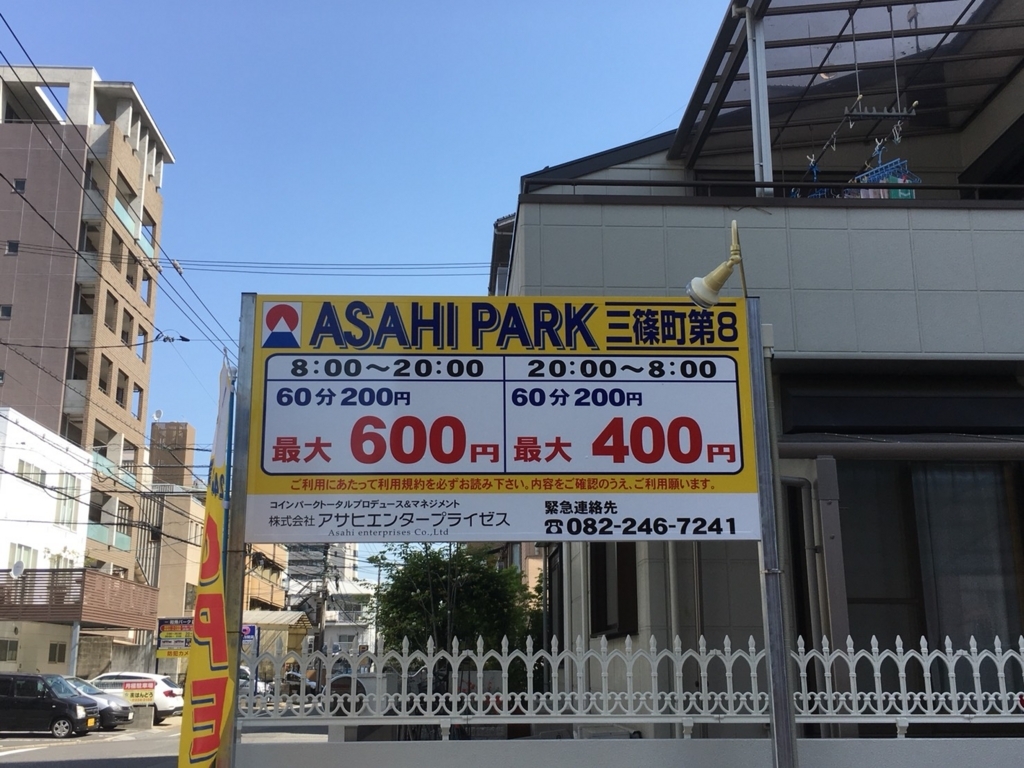 ASAHI PARK 三篠町第8
8:00～20:00
60分 200円
最大 600円
20:00～8:00
60分 200円
最大 400円
ご利用にあたって利用規約を必ずお読み下さい。内容をご確認のうえ、ご利用願います。
コインパークトータルプロデュース&マネジメント
株式会社 アサヒエンタープライゼス
Asahi enterprises Co.,Ltd
緊急連絡先
☎082-246-7241
OPE
月極駐車場